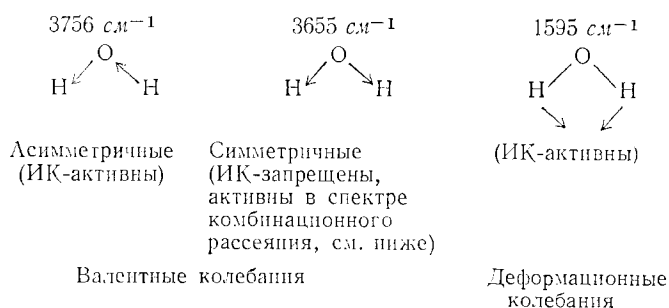 3756 см⁻¹
O
H H
Асимметричные
(ИК-активны)
3655 см⁻¹
O
H H
Симметричные
(ИК-запрещены,
активны в спектре
комбинационного
рассеяния, см. ниже)
1595 см⁻¹
O
H H
(ИК-активны)
Валентные колебания
Деформационные
колебания